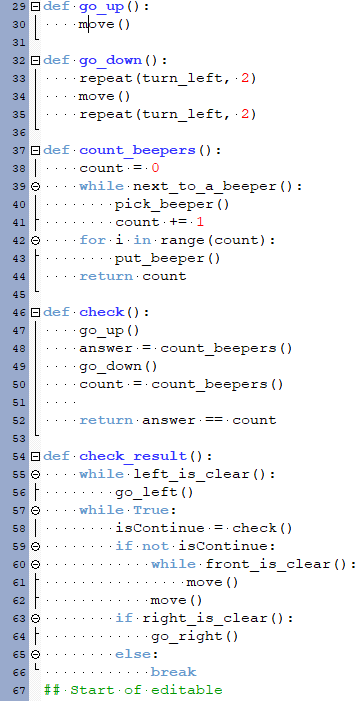 29 def go_up():
30     move()
31
32 def go_down():
33     repeat(turn_left, 2)
34     move()
35     repeat(turn_left, 2)
36
37 def count_beepers():
38     count = 0
39     while next_to_a_beeper():
40         pick_beeper()
41         count += 1
42     for i in range(count):
43         put_beeper()
44     return count
45
46 def check():
47     go_up()
48     answer = count_beepers()
49     go_down()
50     count = count_beepers()
51
52     return answer == count
53
54 def check_result():
55     while left_is_clear():
56         go_left()
57     while True:
58         isContinue = check()
59         if not isContinue:
60             while front_is_clear():
61                 move()
62             move()
63         if right_is_clear():
64             go_right()
65         else:
66             break
67 ## Start of editable